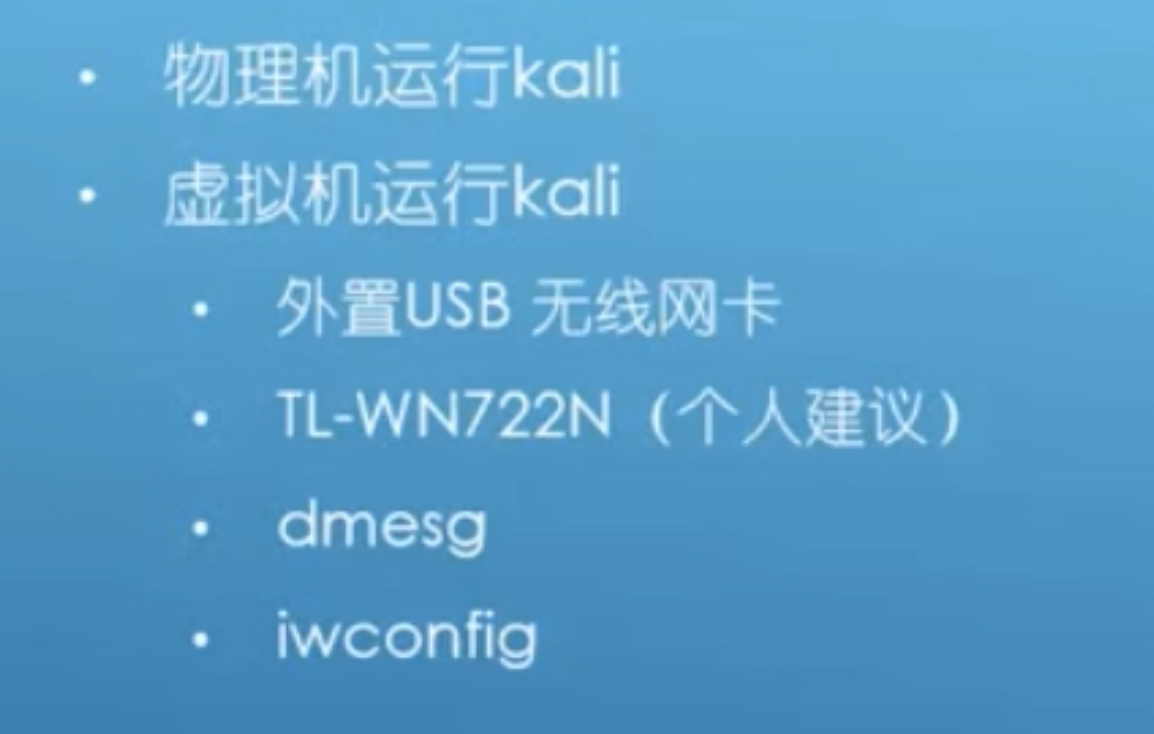 • 物理机运行kali
• 虚拟机运行kali
• 外置USB 无线网卡
• TL-WN722N（个人建议）
• dmesg
• iwconfig